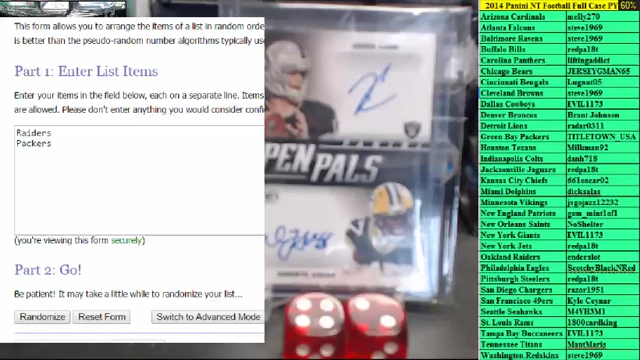 This form allows you to arrange the items of a list in random orde
is better than the pseudo-random number algorithms typically use
Part 1: Enter List Items
Enter your items in the field below, each on a separate line. Items
are allowed. Please don't enter anything you would consider confi
Raiders
Packers
(you're viewing this form securely)
Part 2: Go!
Be patient! It may take a little while to randomize your list...
Randomize
Reset Form
Switch to Advanced Mode
PEN PALS
2014 Panini NT Football Full Case PY 60%
Arizona Cardinals melly270
Atlanta Falcons steve1969
Baltimore Ravens steve1969
Buffalo Bills redpa18t
Carolina Panthers liftingaddict
Chicago Bears JERSEYGMAN65
Cincinnati Bengals Lugnut05
Cleveland Browns steve1969
Dallas Cowboys EVIL1173
Denver Broncos Brant Johnson
Detroit Lions radar0311
Green Bay Packers TITLETOWN_USA
Houston Texans Milkman92
Indianapolis Colts danh718
Jacksonville Jaguars redpa18t
Kansas City Chiefs 661oscar02
Miami Dolphins dicksalas
Minnesota Vikings jsgojazz12232
New England Patriots gem_mint1of1
New Orleans Saints NoShelter
New York Giants EVIL1173
New York Jets redpa18t
Oakland Raiders enderslot
Philadelphia Eagles ScotchyBlackNRed
Pittsburgh Steelers redpa18t
San Diego Chargers razor1951
San Francisco 49ers Kyle Cotnar
Seattle Seahawks M4YH3M1
St. Louis Rams 1800cardking
Tampa Bay Buccaneers EVIL1173
Tennessee Titans MantMaris
Washington Redskins steve1969